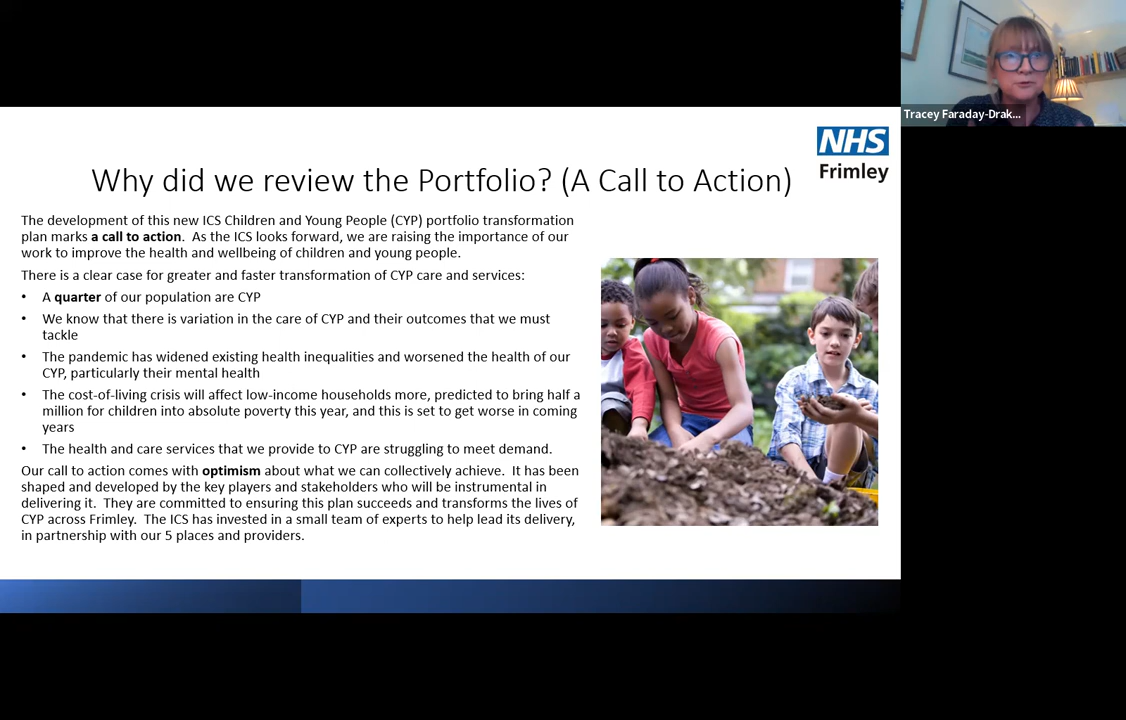 Tracey Faraday-Drak...
NHS
Frimley
Why did we review the Portfolio? (A Call to Action)
The development of this new ICS Children and Young People (CYP) portfolio transformation
plan marks a call to action.  As the ICS looks forward, we are raising the importance of our
work to improve the health and wellbeing of children and young people.
There is a clear case for greater and faster transformation of CYP care and services:
• A quarter of our population are CYP
• We know that there is variation in the care of CYP and their outcomes that we must
tackle
• The pandemic has widened existing health inequalities and worsened the health of our
CYP, particularly their mental health
• The cost-of-living crisis will affect low-income households more, predicted to bring half a
million for children into absolute poverty this year, and this is set to get worse in coming
years
• The health and care services that we provide to CYP are struggling to meet demand.
Our call to action comes with optimism about what we can collectively achieve.  It has been
shaped and developed by the key players and stakeholders who will be instrumental in
delivering it.  They are committed to ensuring this plan succeeds and transforms the lives of
CYP across Frimley.  The ICS has invested in a small team of experts to help lead its delivery,
in partnership with our 5 places and providers.